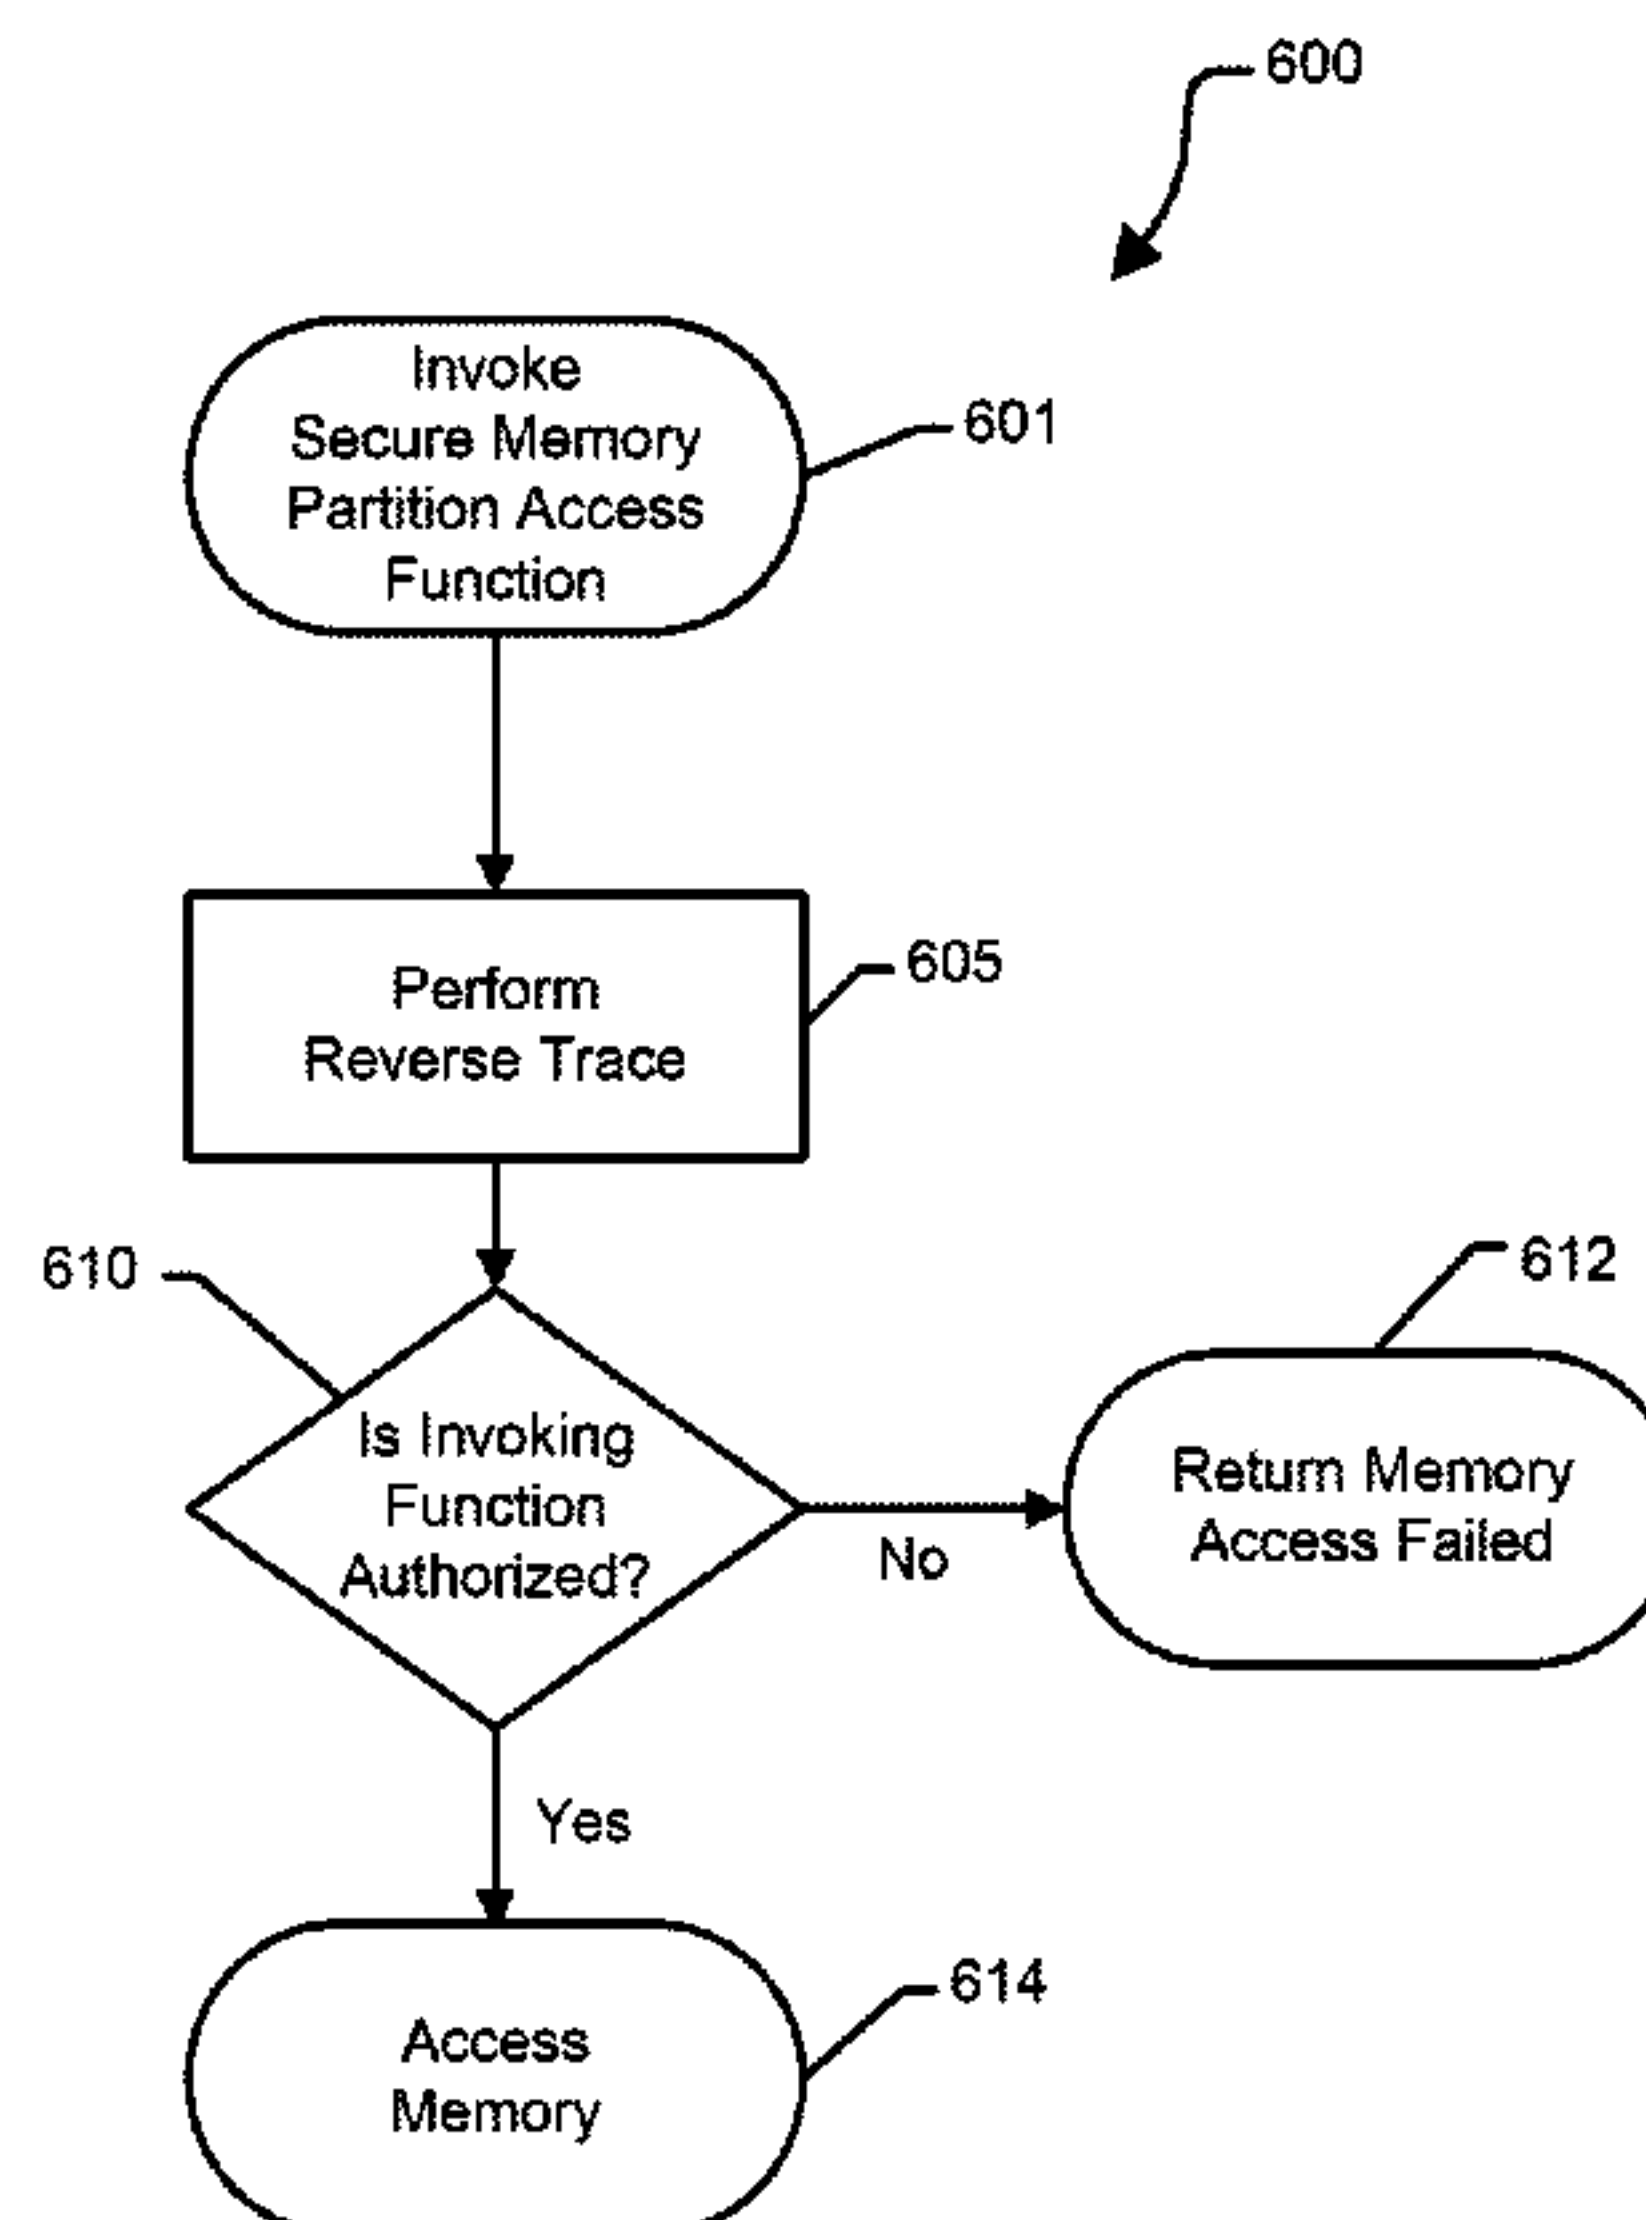 600
Invoke
Secure Memory
Partition Access
Function
601
Perform
Reverse Trace
605
610
612
Is Invoking
Function
Authorized?
No
Return Memory
Access Failed
Yes
614
Access
Memory